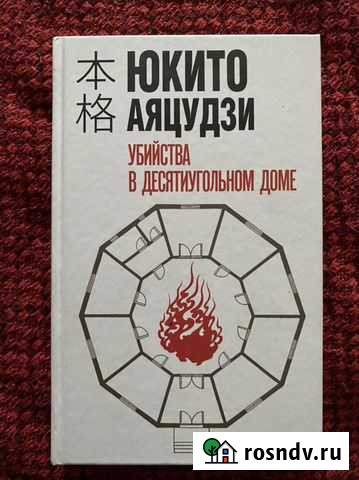 本格
ЮКИТО
АЯЦУДЗИ
УБИЙСТВА
В ДЕСЯТИУГОЛЬНОМ ДОМЕ
rosndv.ru